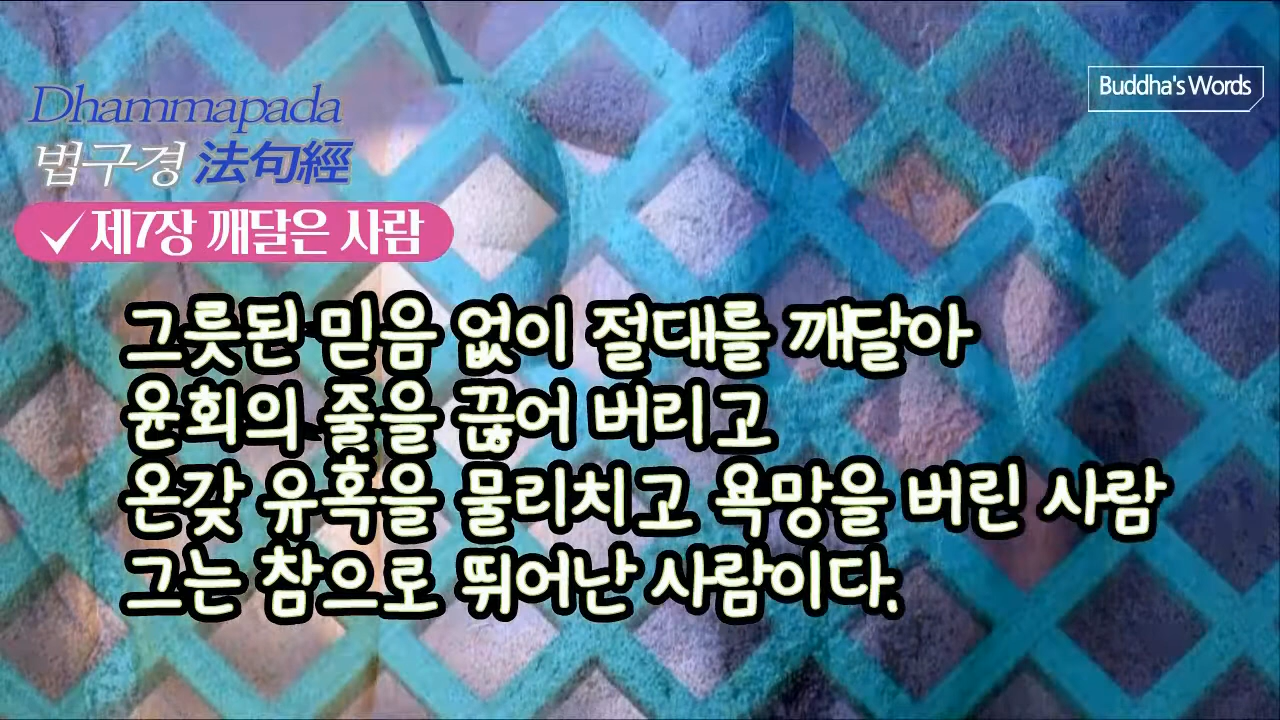 Dhammapada
법구경 法句經
Buddha's Words
제7장 깨달은 사람
그릇된 믿음 없이 절대를 깨달아
윤회의 줄을 끊어 버리고
온갖 유혹을 물리치고 욕망을 버린 사람
그는 참으로 뛰어난 사람이다.